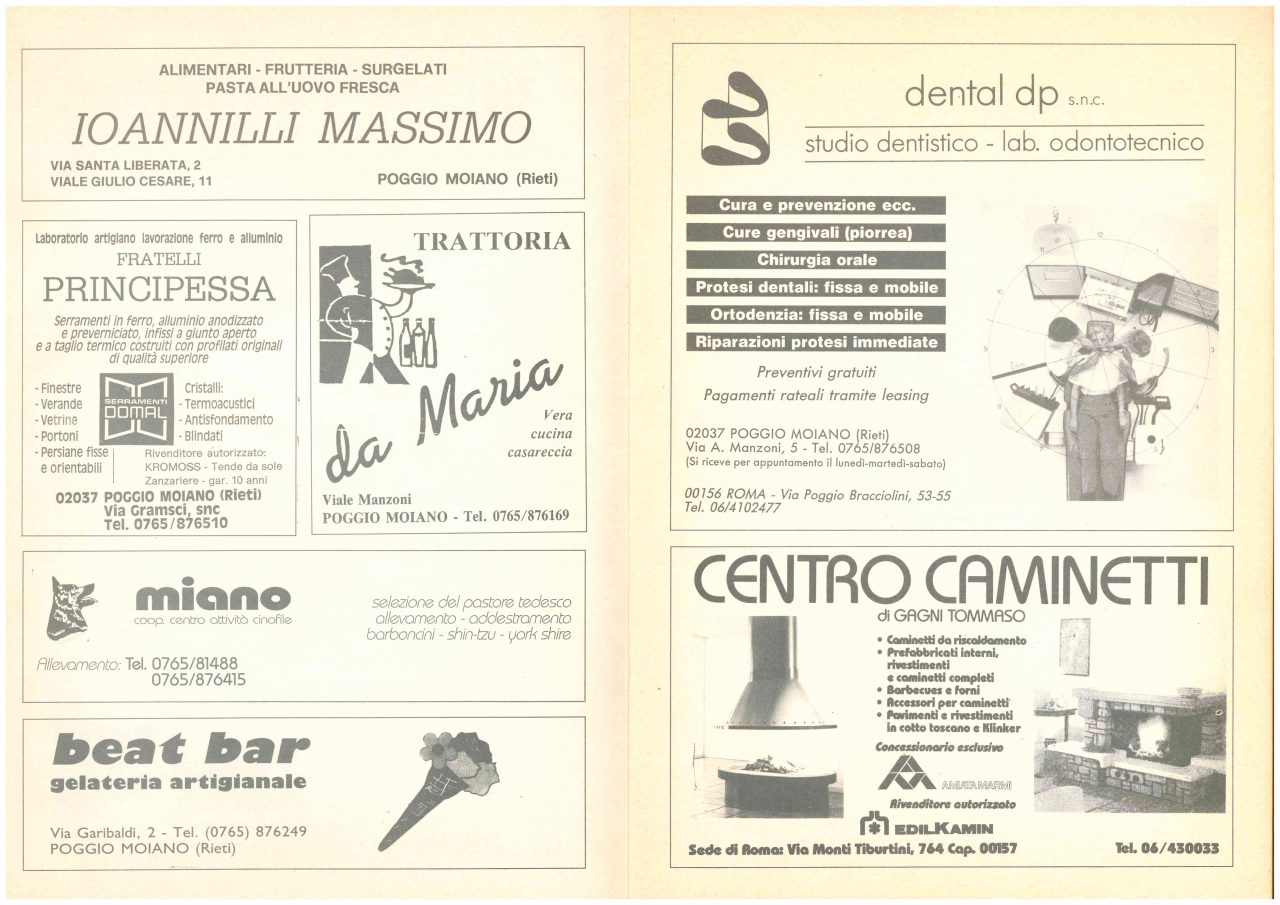 ALIMENTARI - FRUTTERIA - SURGELATI
PASTA ALL'UOVO FRESCA
IOANNILLI MASSIMO
VIA SANTA LIBERATA, 2
VIALE GIULIO CESARE, 11
POGGIO MOIANO (Rieti)
Laboratorio artigiano lavorazione ferro e alluminio
FRATELLI
PRINCIPESSA
Serramenti in ferro, alluminio anodizzato
e preverniciato, infissi a giunto aperto
e a taglio termico costruiti con profilati originali
di qualità superiore
- Finestre
- Verande
- Vetrine
- Portoni
- Persiane fisse
e orientabili
SERRAMENTI
DOMAL
Cristalli:
- Termoacustici
- Antisfondamento
- Blindati
Rivenditore autorizzato:
KROMOSS - Tende da sole
Zanzariere - gar. 10 anni
02037 POGGIO MOIANO (Rieti)
Via Gramsci, snc
Tel. 0765/876510
TRATTORIA
da Maria
Vera
cucina
casareccia
Viale Manzoni
POGGIO MOIANO - Tel. 0765/876169
miano
coop. centro attività cinofile
selezione del pastore tedesco
allevamento - addestramento
barboncini - shin-tzu - york shire
Allevamento: Tel. 0765/81488
0765/876415
beat bar
gelateria artigianale
Via Garibaldi, 2 - Tel. (0765) 876249
POGGIO MOIANO (Rieti)
dental dp s.n.c.
studio dentistico - lab. odontotecnico
Cura e prevenzione ecc.
Cure gengivali (piorrea)
Chirurgia orale
Protesi dentali: fissa e mobile
Ortodenzia: fissa e mobile
Riparazioni protesi immediate
Preventivi gratuiti
Pagamenti rateali tramite leasing
02037 POGGIO MOIANO (Rieti)
Via A. Manzoni, 5 - Tel. 0765/876508
(Si riceve per appuntamento il lunedì-martedì-sabato)
00156 ROMA - Via Poggio Bracciolini, 53-55
Tel. 06/4102477
CENTRO CAMINETTI
di GAGNI TOMMASO
• Caminetti da riscaldamento
• Prefabbricati interni,
rivestimenti
e caminetti completi
• Barbecues e forni
• Accessori per caminetti
• Pavimenti e rivestimenti
in cotto toscano e Klinker
Concessionario esclusivo
AMIATA MARMI
Rivenditore autorizzato
EDILKAMIN
Sede di Roma: Via Monti Tiburtini, 764 Cap. 00157
Tel. 06/430033